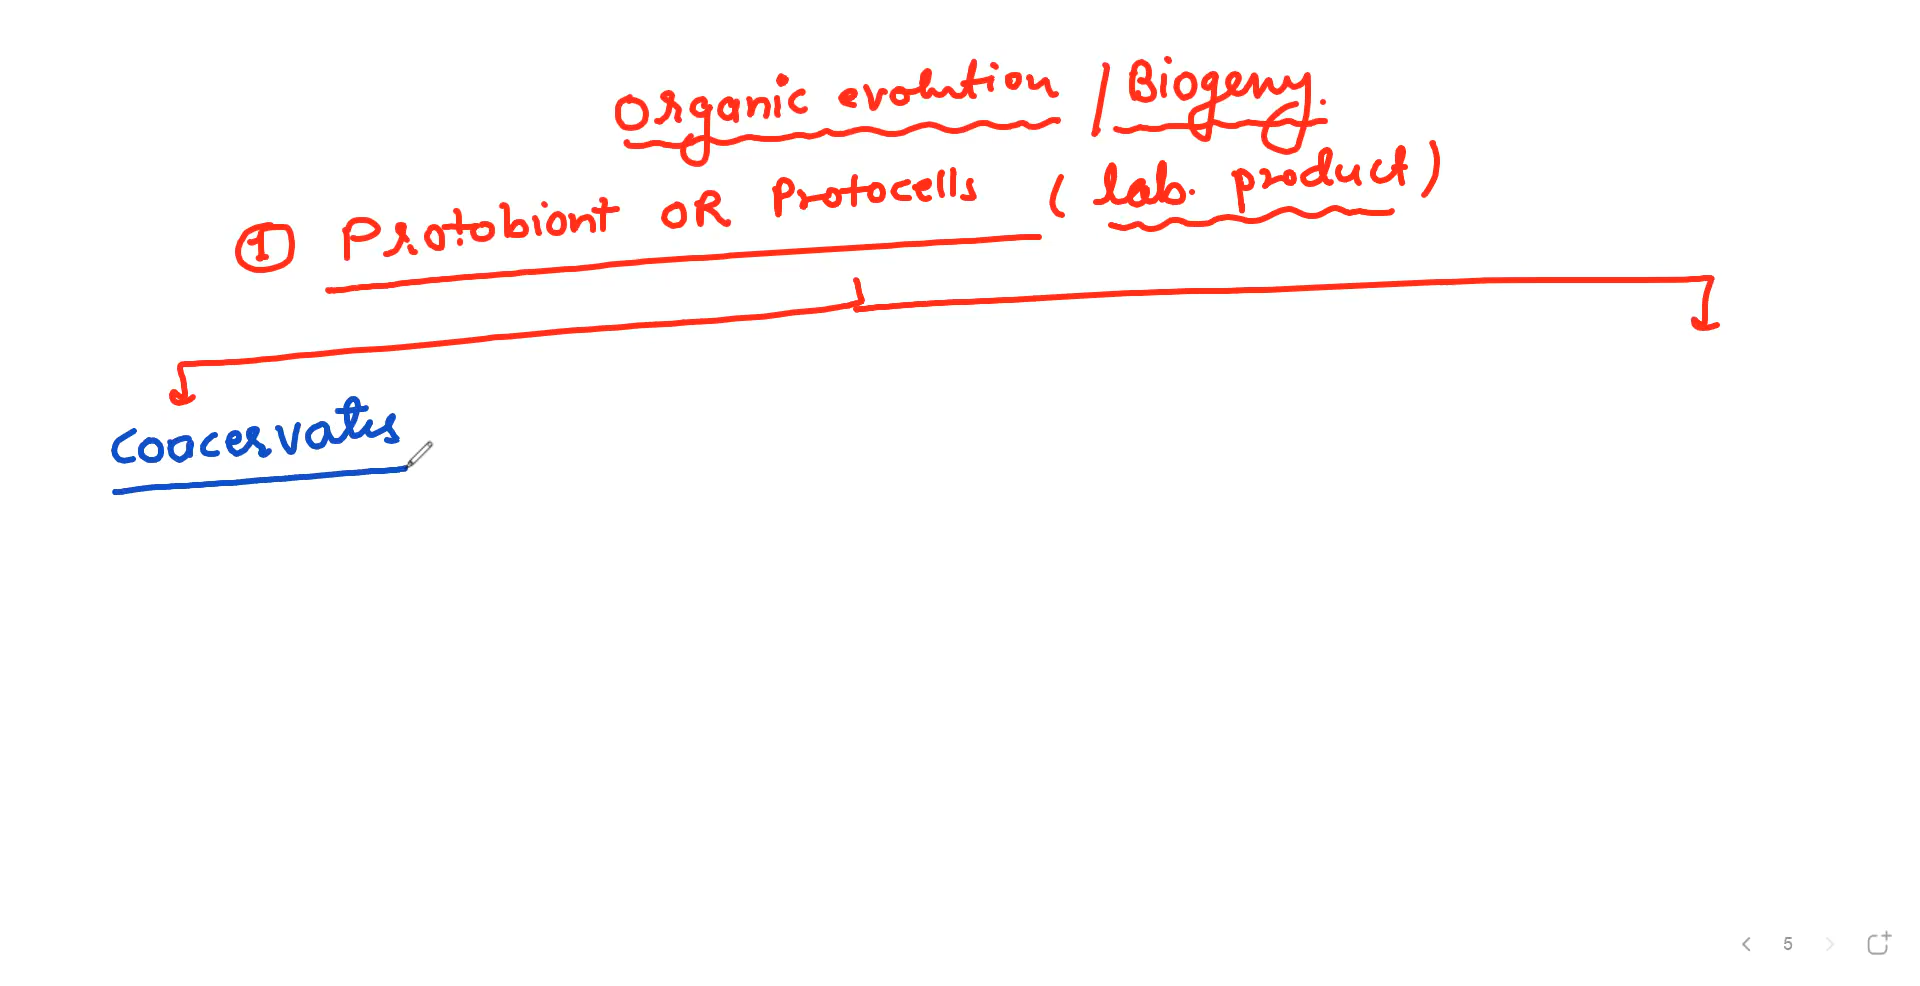 Organic evolution / Biogeny.
① Protobiont OR Protocells ( lab. product )
Coacervates
5